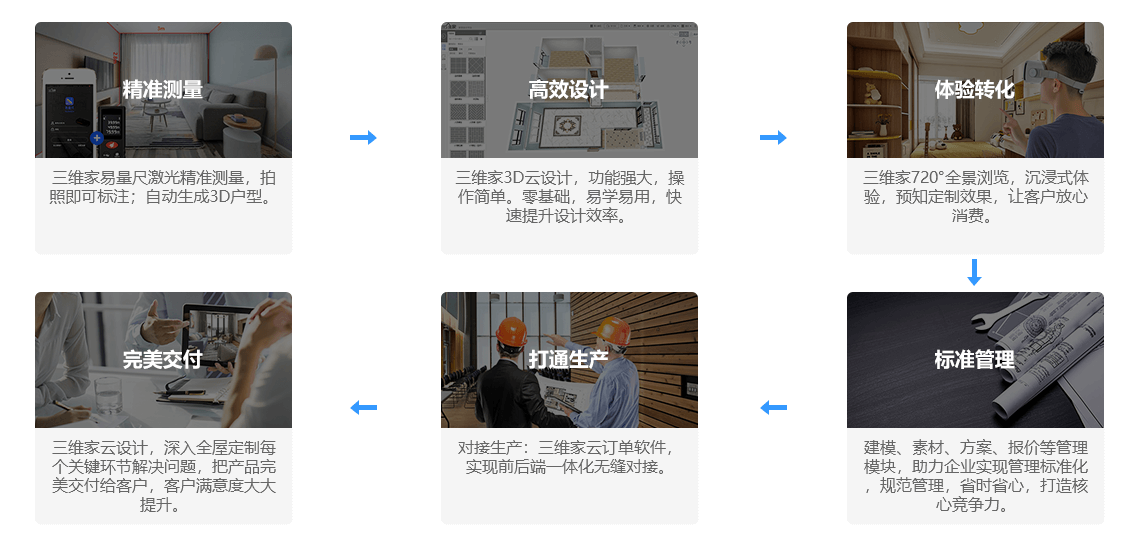 精准测量
三维家易量尺激光精准测量，拍
照即可标注；自动生成3D户型。
高效设计
三维家3D云设计，功能强大，操
作简单。零基础，易学易用，快
速提升设计效率。
体验转化
三维家720°全景浏览，沉浸式体
验，预知定制效果，让客户放心
消费。
标准管理
建模、素材、方案、报价等管理
模块，助力企业实现管理标准化
，规范管理，省时省心，打造核
心竞争力。
打通生产
对接生产：三维家云订单软件，
实现前后端一体化无缝对接。
完美交付
三维家云设计，深入全屋定制每
个关键环节解决问题，把产品完
美交付给客户，客户满意度大大
提升。